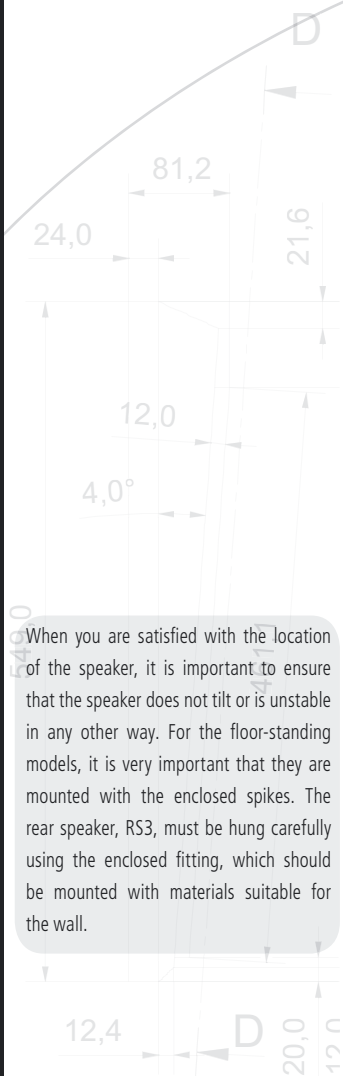 D
81,2
24,0
21,6
12,0
4,0°
549,0
When you are satisfied with the location
of the speaker, it is important to ensure
that the speaker does not tilt or is unstable
in any other way. For the floor-standing
models, it is very important that they are
mounted with the enclosed spikes. The
rear speaker, RS3, must be hung carefully
using the enclosed fitting, which should
be mounted with materials suitable for
the wall.
12,4
D
20,0
12,0